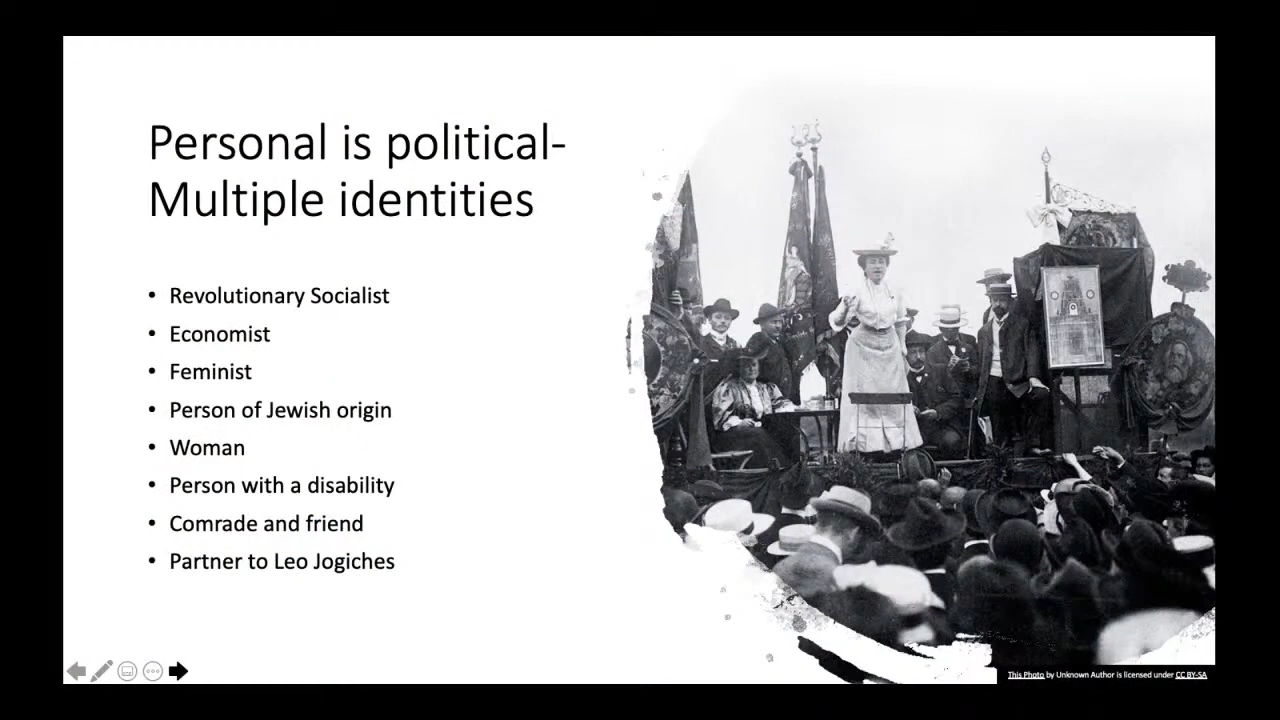 Personal is political-
Multiple identities
• Revolutionary Socialist
• Economist
• Feminist
• Person of Jewish origin
• Woman
• Person with a disability
• Comrade and friend
• Partner to Leo Jogiches
This Photo by Unknown Author is licensed under CC BY-SA